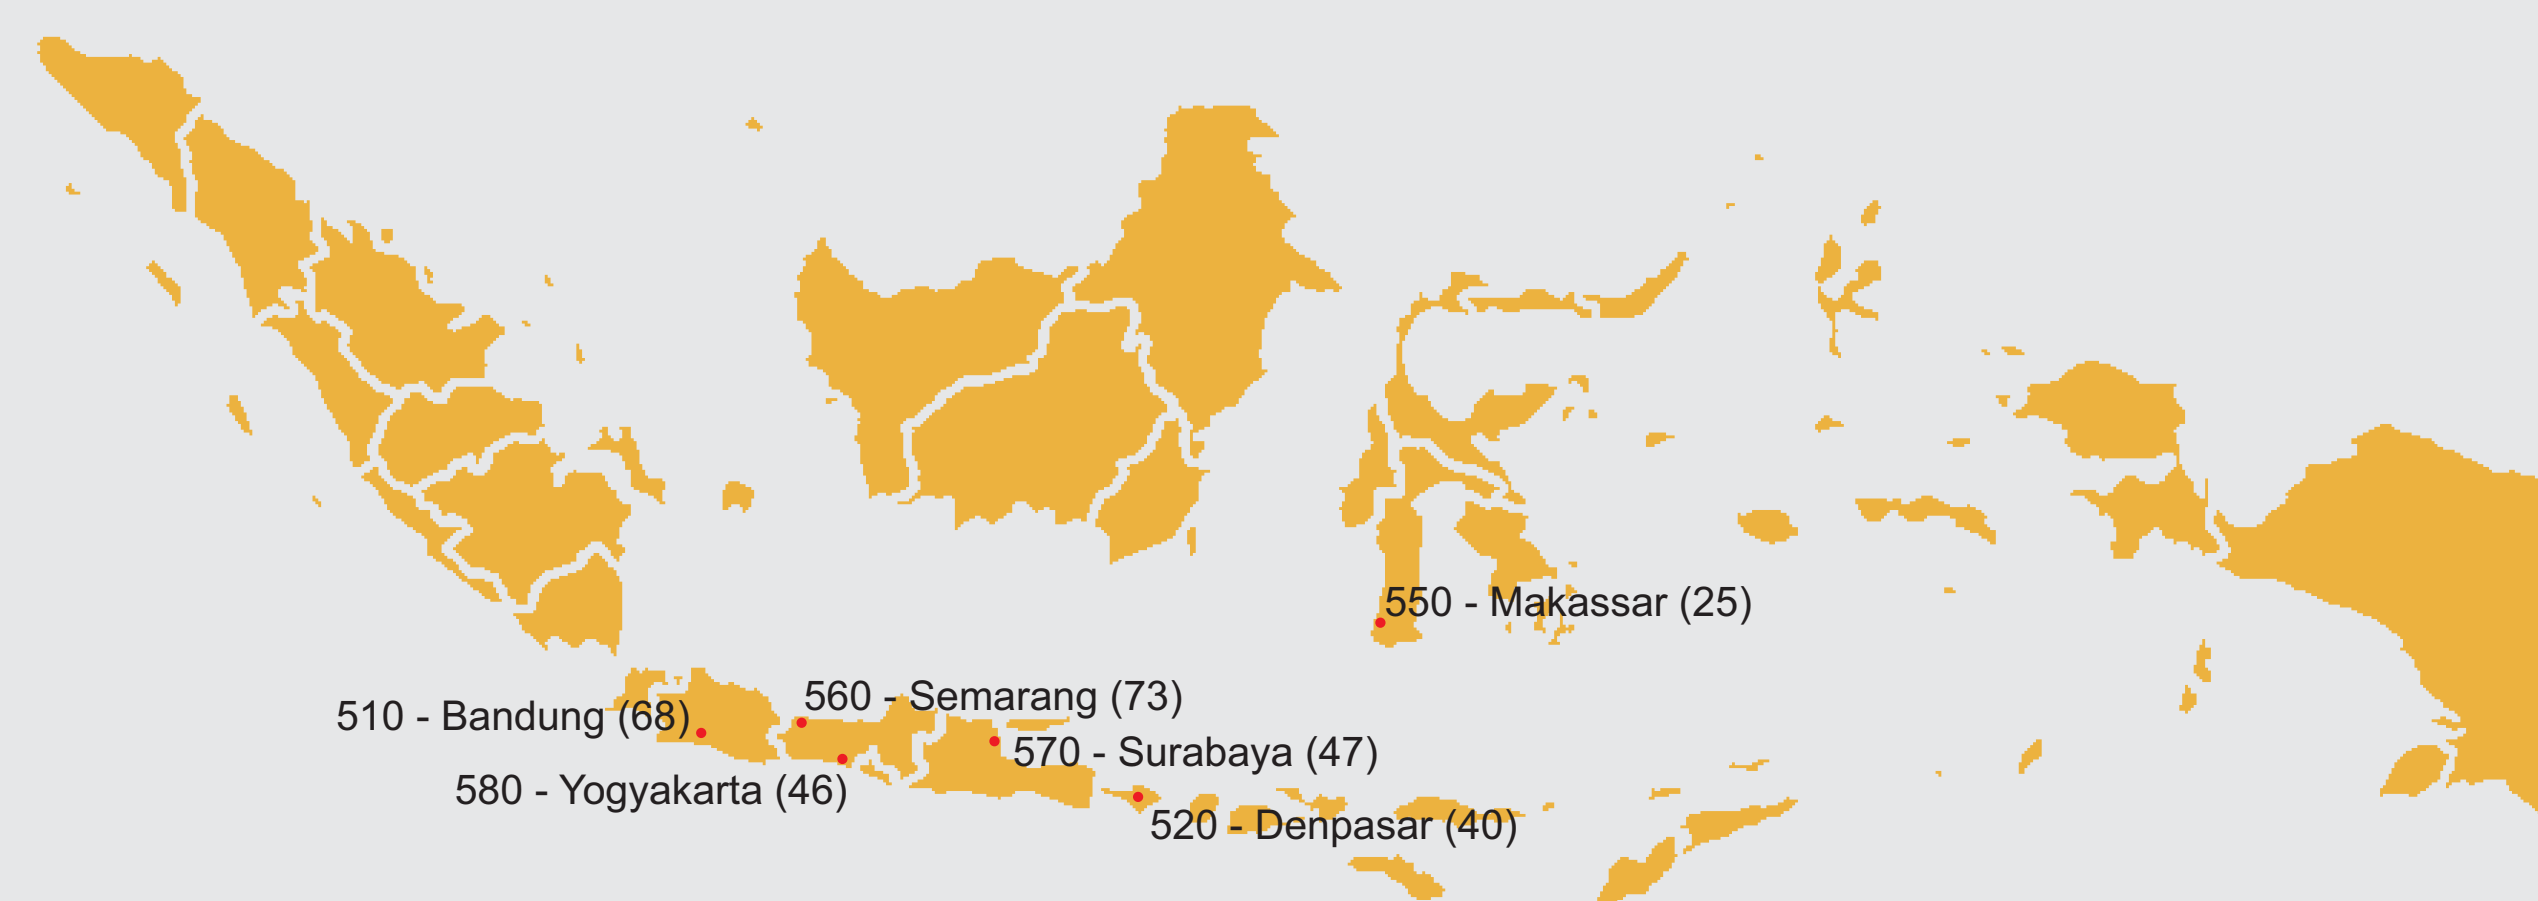 550 - Makassar (25)
560 - Semarang (73)
510 - Bandung (68)
570 - Surabaya (47)
580 - Yogyakarta (46)
520 - Denpasar (40)